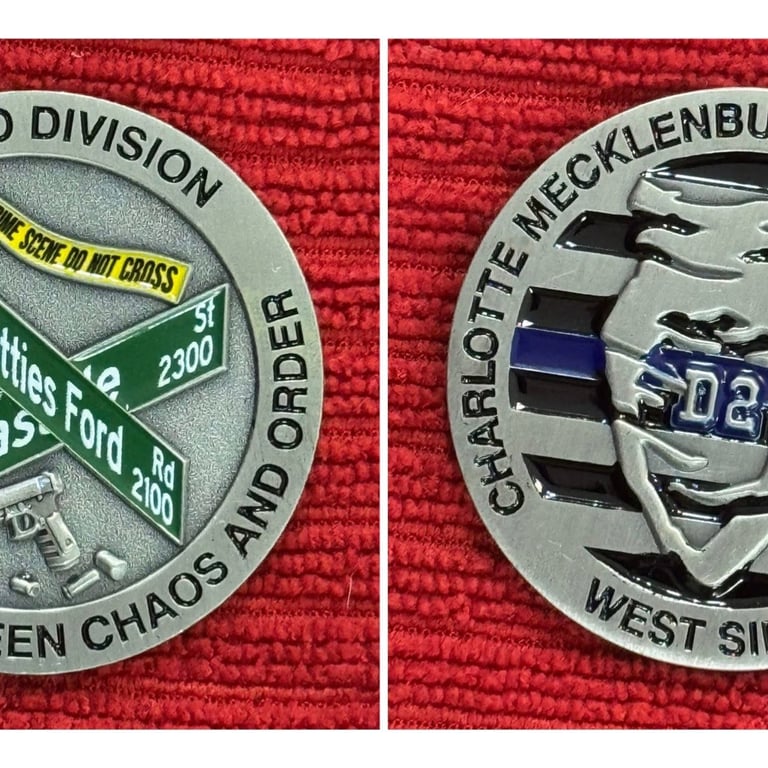 O DIVISION
ME SCENE DO NOT CROSS
St
2300
tties Ford
Rd
2100
EEN CHAOS AND ORDER
CHARLOTTE MECKLENBU
D2
WEST SI